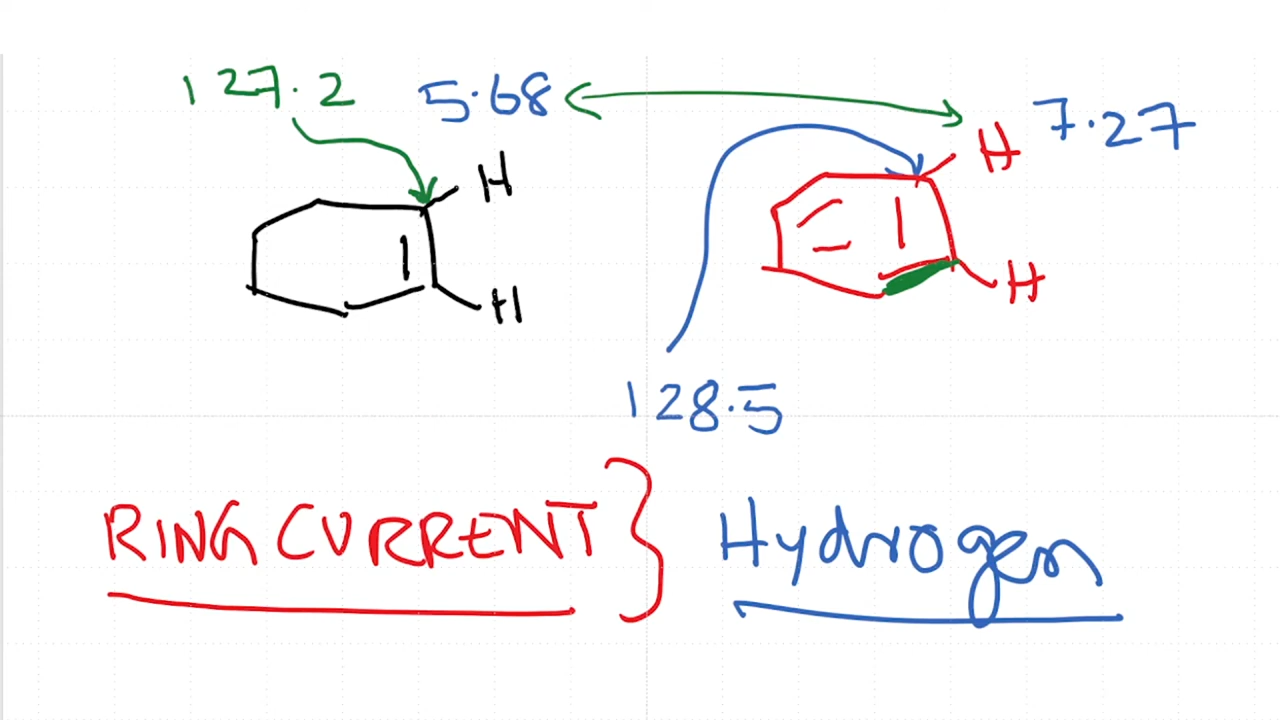 127.2 5.68 7.27
H H
H H
128.5
RING CURRENT Hydrogen